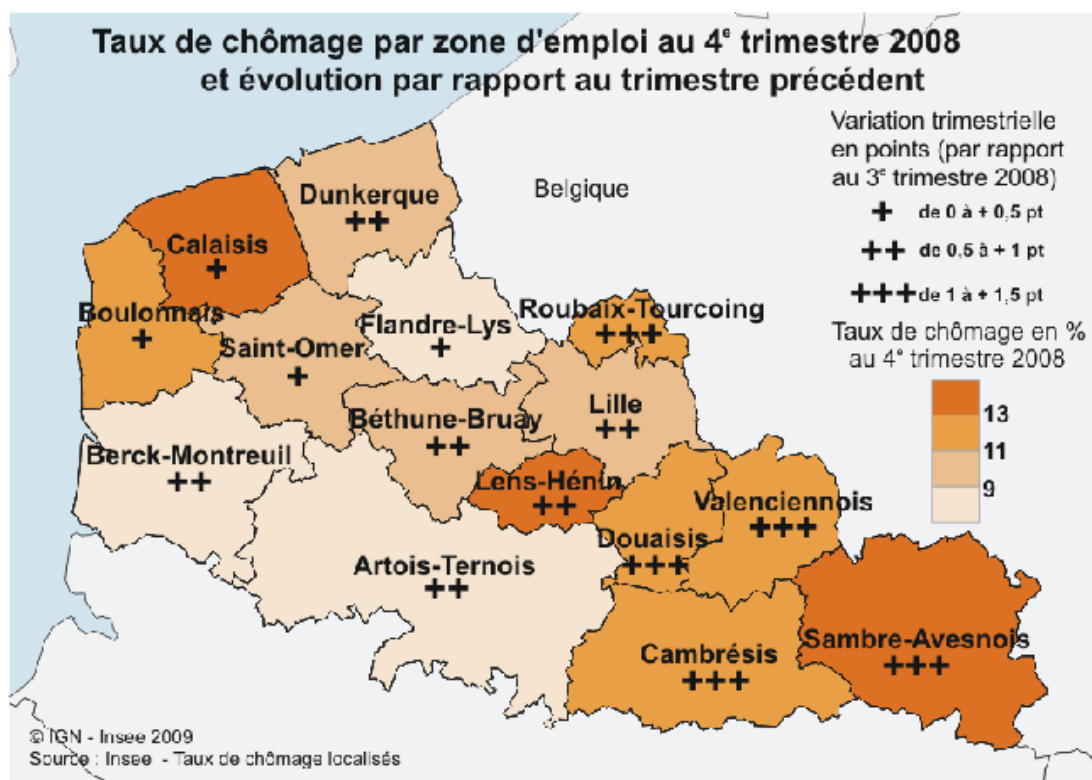 Taux de chômage par zone d'emploi au 4e trimestre 2008
et évolution par rapport au trimestre précédent
Variation trimestrielle
en points (par rapport
au 3e trimestre 2008)
+ de 0 à + 0,5 pt
++ de 0,5 à + 1 pt
+++ de 1 à + 1,5 pt
Taux de chômage en %
au 4e trimestre 2008
13
11
9
Belgique
Dunkerque
++
Calaisis
+
Boulonnais
+
Saint-Omer
+
Flandre-Lys
+
Roubaix-Tourcoing
+++
Lille
++
Béthune-Bruay
++
Berck-Montreuil
++
Lens-Hénin
++
Artois-Ternois
++
Douaisis
+++
Valenciennois
+++
Cambrésis
+++
Sambre-Avesnois
+++
© IGN - Insee 2009
Source : Insee - Taux de chômage localisés